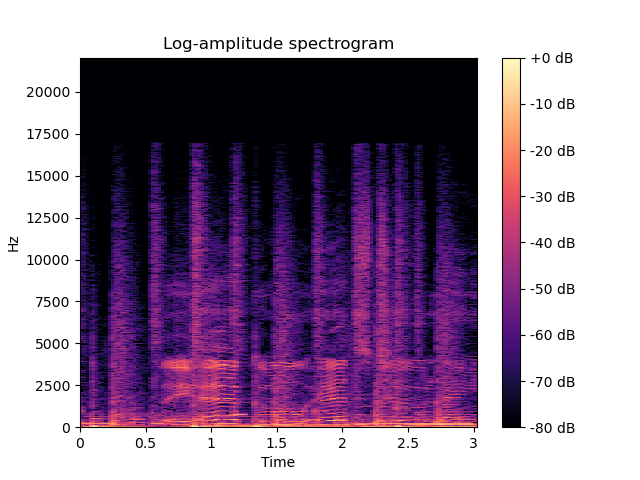 Log-amplitude spectrogram
+0 dB
-10 dB
-20 dB
-30 dB
-40 dB
-50 dB
-60 dB
-70 dB
-80 dB
Hz
20000
17500
15000
12500
10000
7500
5000
2500
0
0 0.5 1 1.5 2 2.5 3
Time